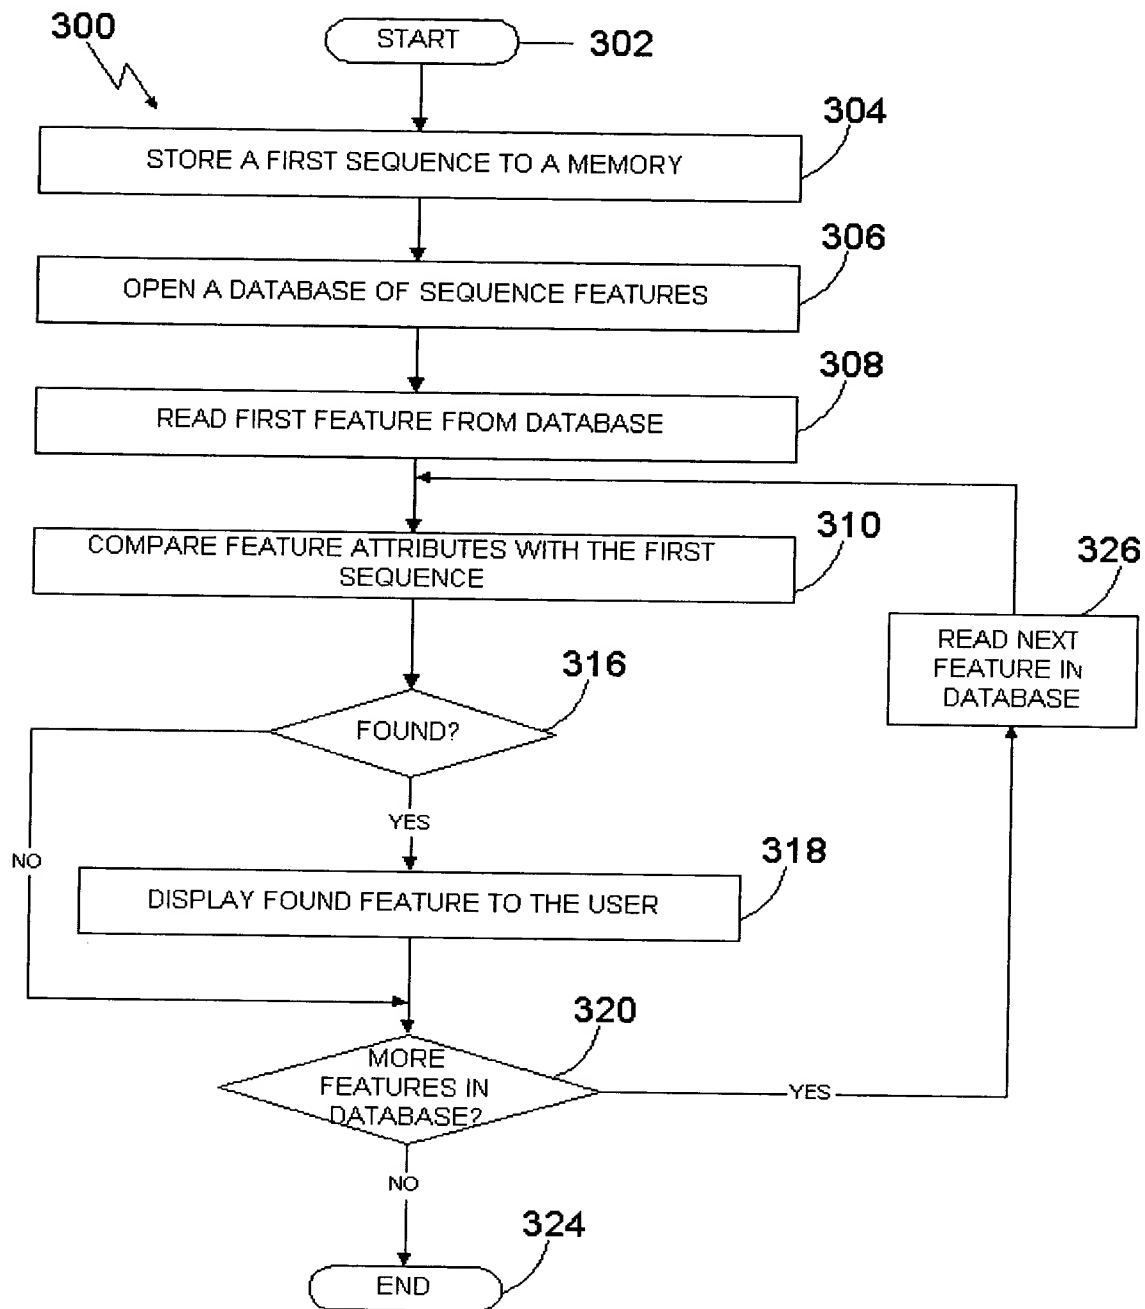 300
START
302
304
STORE A FIRST SEQUENCE TO A MEMORY
306
OPEN A DATABASE OF SEQUENCE FEATURES
308
READ FIRST FEATURE FROM DATABASE
310
COMPARE FEATURE ATTRIBUTES WITH THE FIRST
SEQUENCE
326
READ NEXT
FEATURE IN
DATABASE
316
FOUND?
YES
NO
318
DISPLAY FOUND FEATURE TO THE USER
320
MORE
FEATURES IN
DATABASE?
YES
NO
324
END